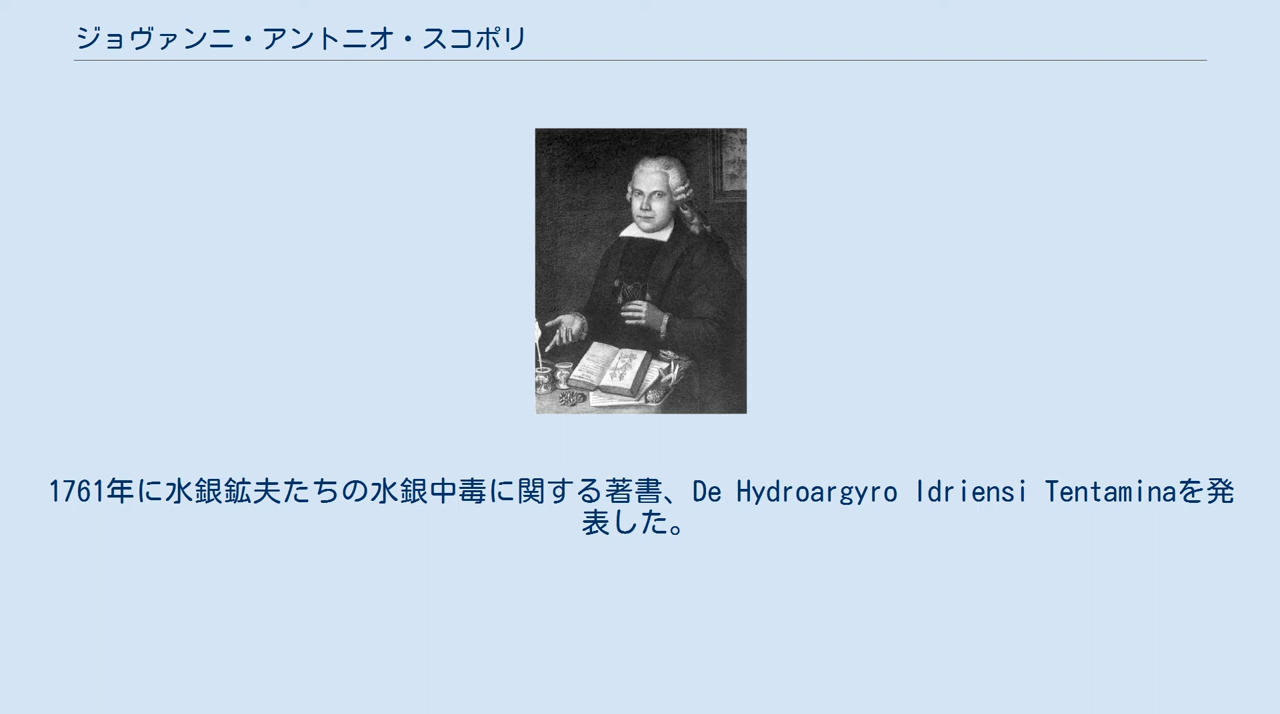 ジョヴァンニ・アントニオ・スコポリ
1761年に水銀鉱夫たちの水銀中毒に関する著書、De Hydroargyro Idriensi Tentaminaを発
表した。